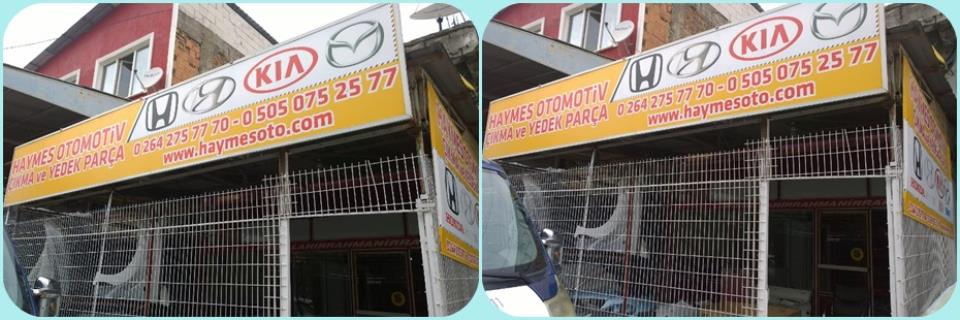 KIA
HAYMES OTOMOTİV
ÇIKMA ve YEDEK PARÇA
0 264 275 77 70 - 0 505 075 25 77
www.haymesoto.com
HONDA
KIA
HAYMES OTOMOTİV
ÇIKMA ve YEDEK PARÇA
0 264 275 77 70 - 0 505 075 25 77
www.haymesoto.com
HONDA